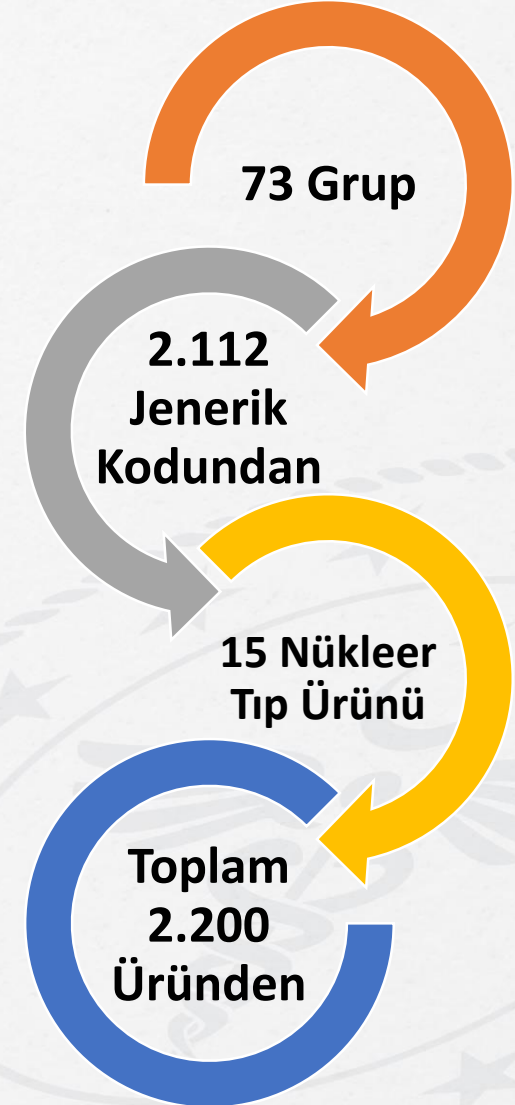 73 Grup
2.112
Jenerik
Kodundan
15 Nükleer
Tıp Ürünü
Toplam
2.200
Üründen